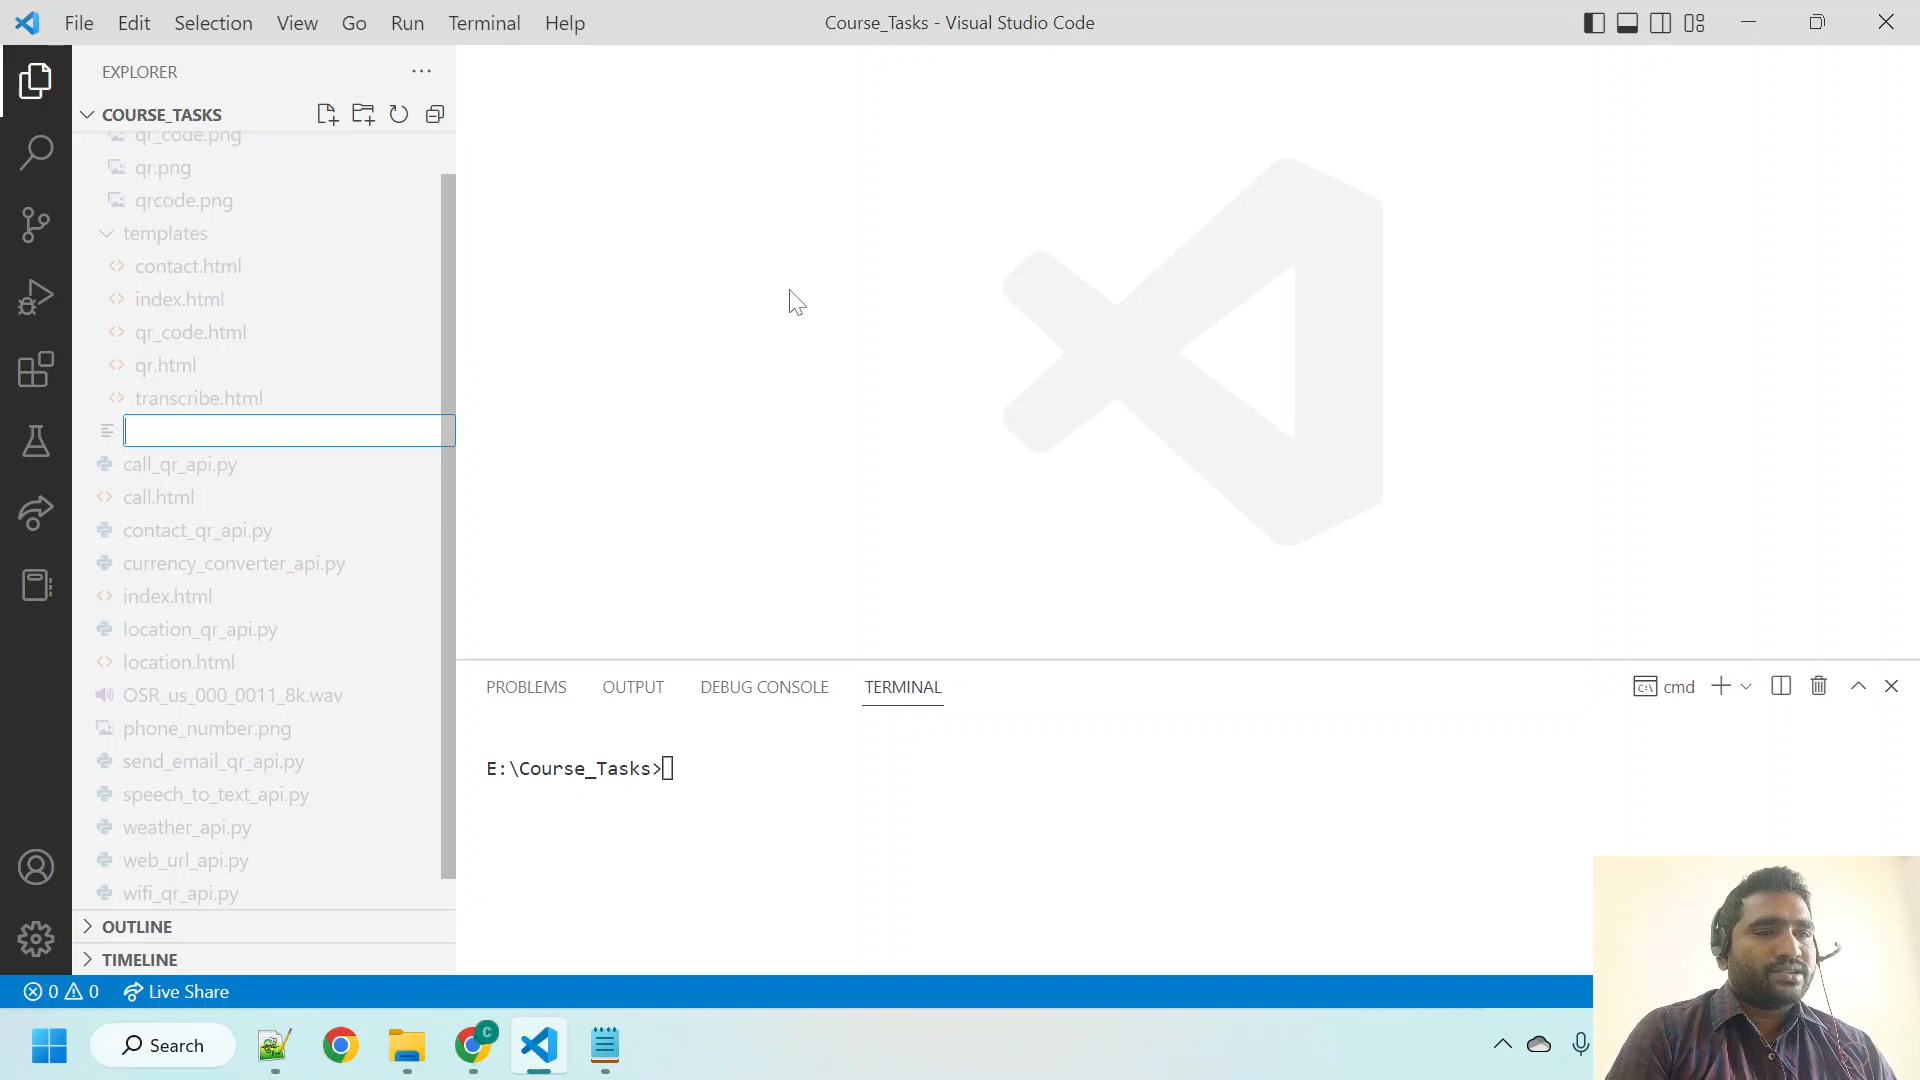 File Edit Selection View Go Run Terminal Help
Course_Tasks - Visual Studio Code
EXPLORER
COURSE_TASKS
qr_code.png
qr.png
qrcode.png
templates
contact.html
index.html
qr_code.html
qr.html
transcribe.html
call_qr_api.py
call.html
contact_qr_api.py
currency_converter_api.py
index.html
location_qr_api.py
location.html
OSR_us_000_0011_8k.wav
phone_number.png
send_email_qr_api.py
speech_to_text_api.py
weather_api.py
web_url_api.py
wifi_qr_api.py
OUTLINE
TIMELINE
PROBLEMS OUTPUT DEBUG CONSOLE TERMINAL
cmd
E:\Course_Tasks>
0 0 Live Share
Search
C